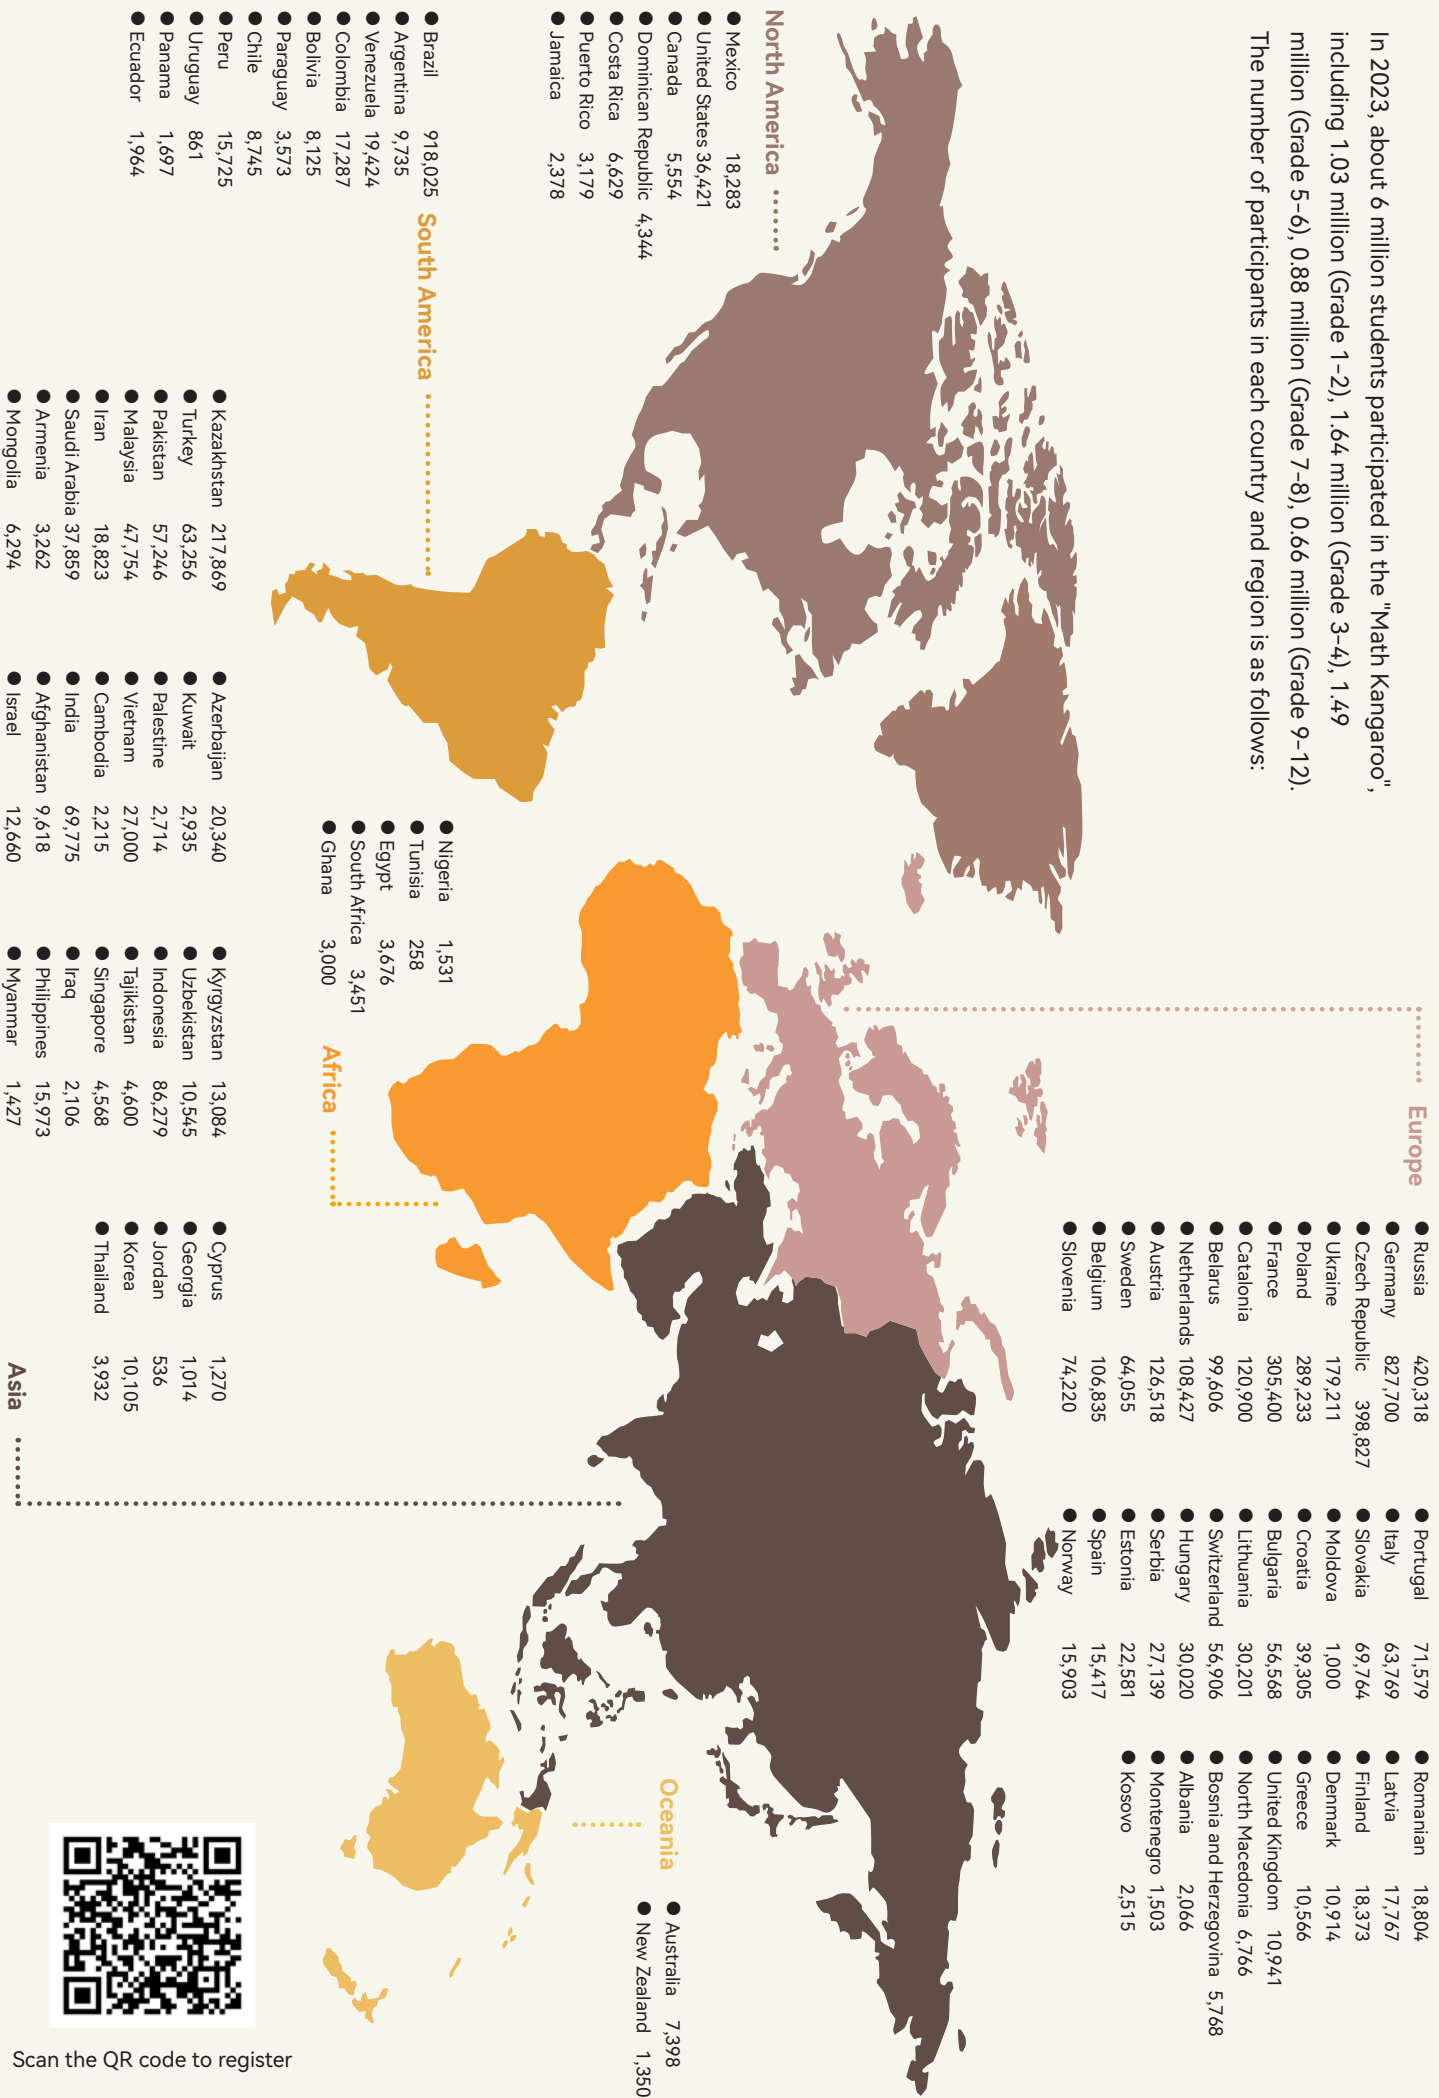 In 2023, about 6 million students participated in the "Math Kangaroo",
including 1.03 million (Grade 1-2), 1.64 million (Grade 3-4), 1.49
million (Grade 5-6), 0.88 million (Grade 7-8), 0.66 million (Grade 9-12).
The number of participants in each country and region is as follows:
North America
Mexico 18,283
United States 36,421
Canada 5,554
Dominican Republic 4,344
Costa Rica 6,629
Puerto Rico 3,179
Jamaica 2,378
South America
Brazil 918,025
Argentina 9,735
Venezuela 19,424
Colombia 17,287
Bolivia 8,125
Paraguay 3,573
Chile 8,745
Peru 15,725
Uruguay 861
Panama 1,697
Ecuador 1,964
Europe
Russia 420,318
Germany 827,700
Czech Republic 398,827
Ukraine 179,211
Poland 289,233
France 305,400
Catalonia 120,900
Belarus 99,606
Netherlands 108,427
Austria 126,518
Sweden 64,055
Belgium 106,835
Slovenia 74,220
Portugal 71,579
Italy 63,769
Slovakia 69,764
Moldova 1,000
Croatia 39,305
Bulgaria 56,568
Lithuania 30,201
Switzerland 56,906
Hungary 30,020
Serbia 27,139
Estonia 22,581
Spain 15,417
Norway 15,903
Romanian 18,804
Latvia 17,767
Finland 18,373
Denmark 10,914
Greece 10,566
United Kingdom 10,941
North Macedonia 6,766
Bosnia and Herzegovina 5,768
Albania 2,066
Montenegro 1,503
Kosovo 2,515
Africa
Nigeria 1,531
Tunisia 258
Egypt 3,676
South Africa 3,451
Ghana 3,000
Oceania
Australia 7,398
New Zealand 1,350
Asia
Kazakhstan 217,869
Turkey 63,256
Pakistan 57,246
Malaysia 47,754
Iran 18,823
Saudi Arabia 37,859
Armenia 3,262
Mongolia 6,294
Azerbaijan 20,340
Kuwait 2,935
Palestine 2,714
Vietnam 27,000
Cambodia 2,215
India 69,775
Afghanistan 9,618
Israel 12,660
Kyrgyzstan 13,084
Uzbekistan 10,545
Indonesia 86,279
Tajikistan 4,600
Singapore 4,568
Iraq 2,106
Philippines 15,973
Myanmar 1,427
Cyprus 1,270
Georgia 1,014
Jordan 536
Korea 10,105
Thailand 3,932
Scan the QR code to register